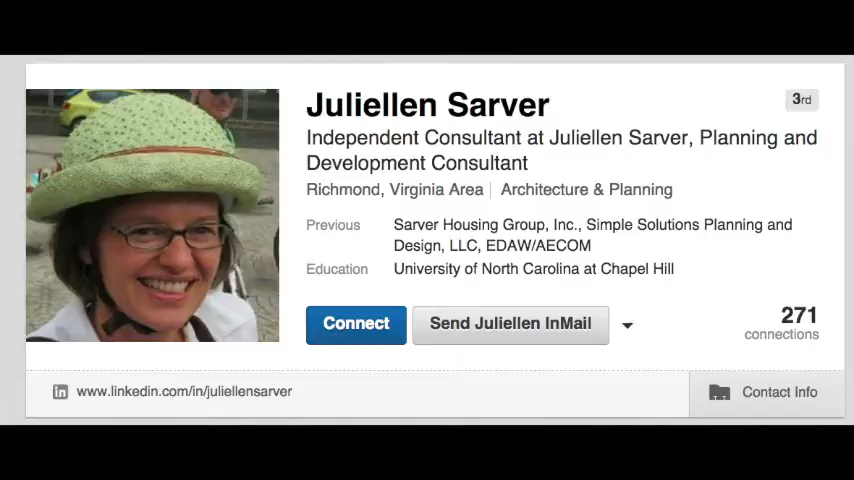 Juliellen Sarver
3rd
Independent Consultant at Juliellen Sarver, Planning and
Development Consultant
Richmond, Virginia Area | Architecture & Planning
Previous Sarver Housing Group, Inc., Simple Solutions Planning and
Design, LLC, EDAW/AECOM
Education University of North Carolina at Chapel Hill
Connect Send Juliellen InMail
271
connections
in www.linkedin.com/in/juliellensarver
Contact Info